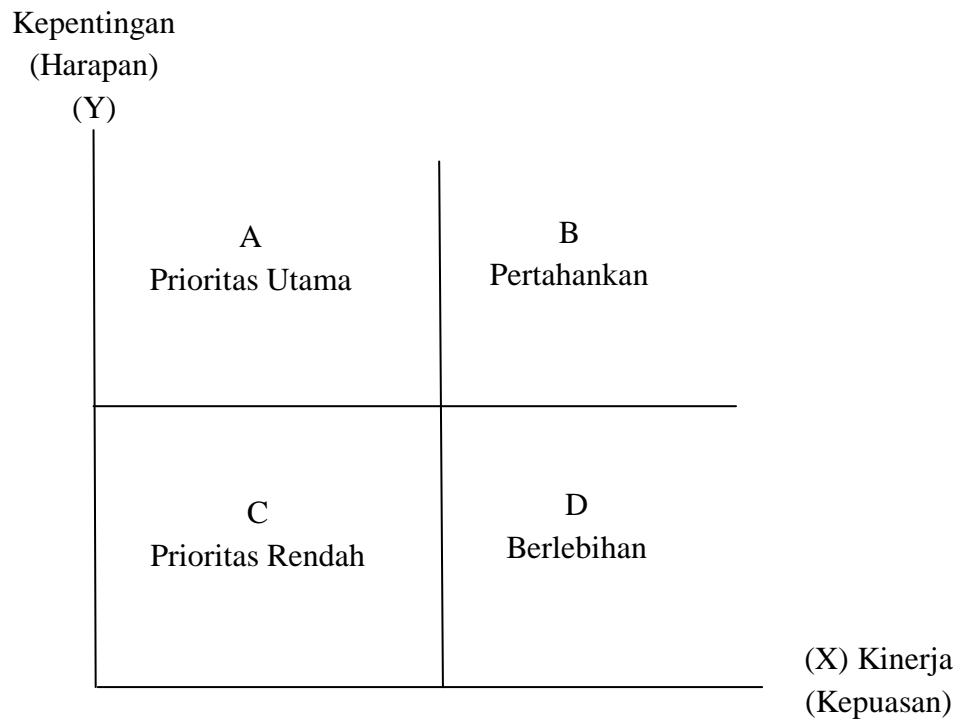 Kepentingan
(Harapan)
(Y)
A
Prioritas Utama
B
Pertahankan
C
Prioritas Rendah
D
Berlebihan
(X) Kinerja
(Kepuasan)